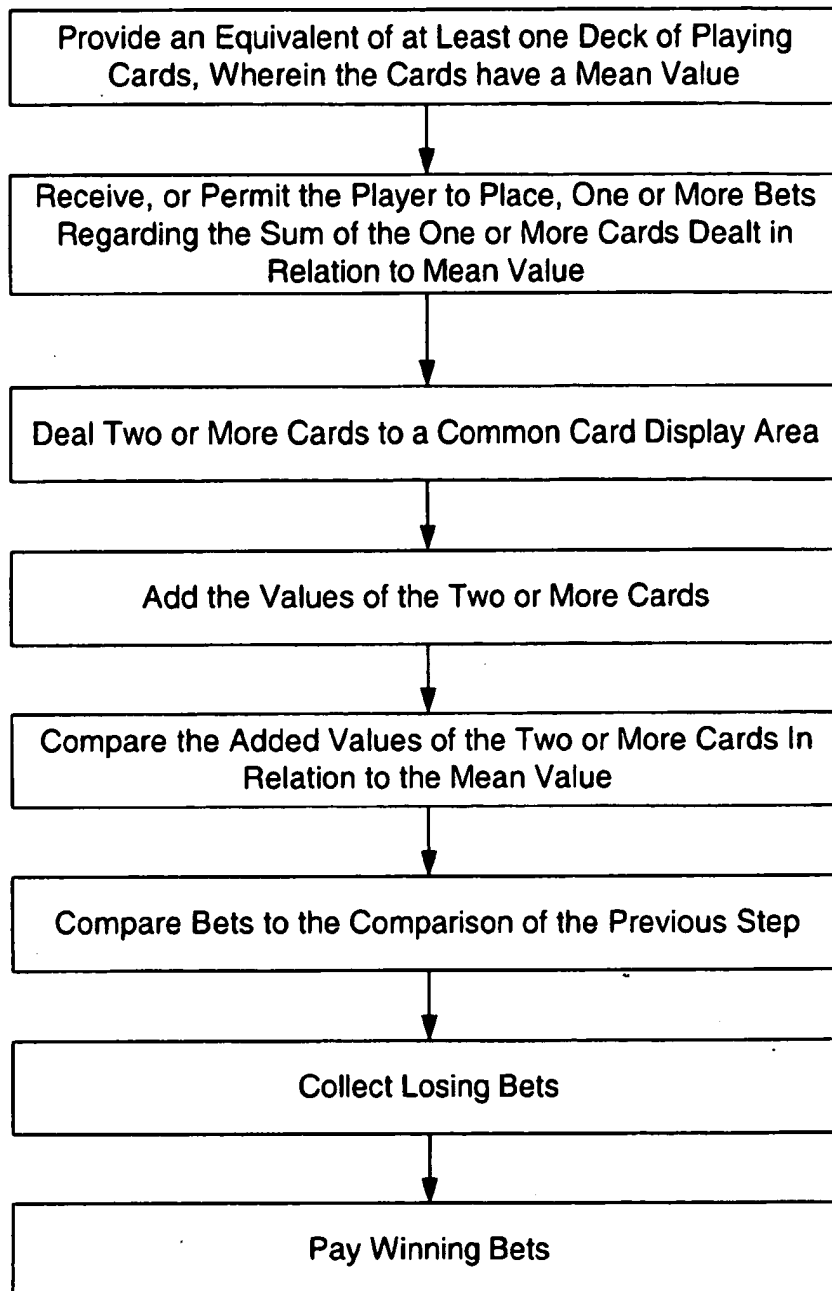 Provide an Equivalent of at Least one Deck of Playing
Cards, Wherein the Cards have a Mean Value
Receive, or Permit the Player to Place, One or More Bets
Regarding the Sum of the One or More Cards Dealt in
Relation to Mean Value
Deal Two or More Cards to a Common Card Display Area
Add the Values of the Two or More Cards
Compare the Added Values of the Two or More Cards In
Relation to the Mean Value
Compare Bets to the Comparison of the Previous Step
Collect Losing Bets
Pay Winning Bets